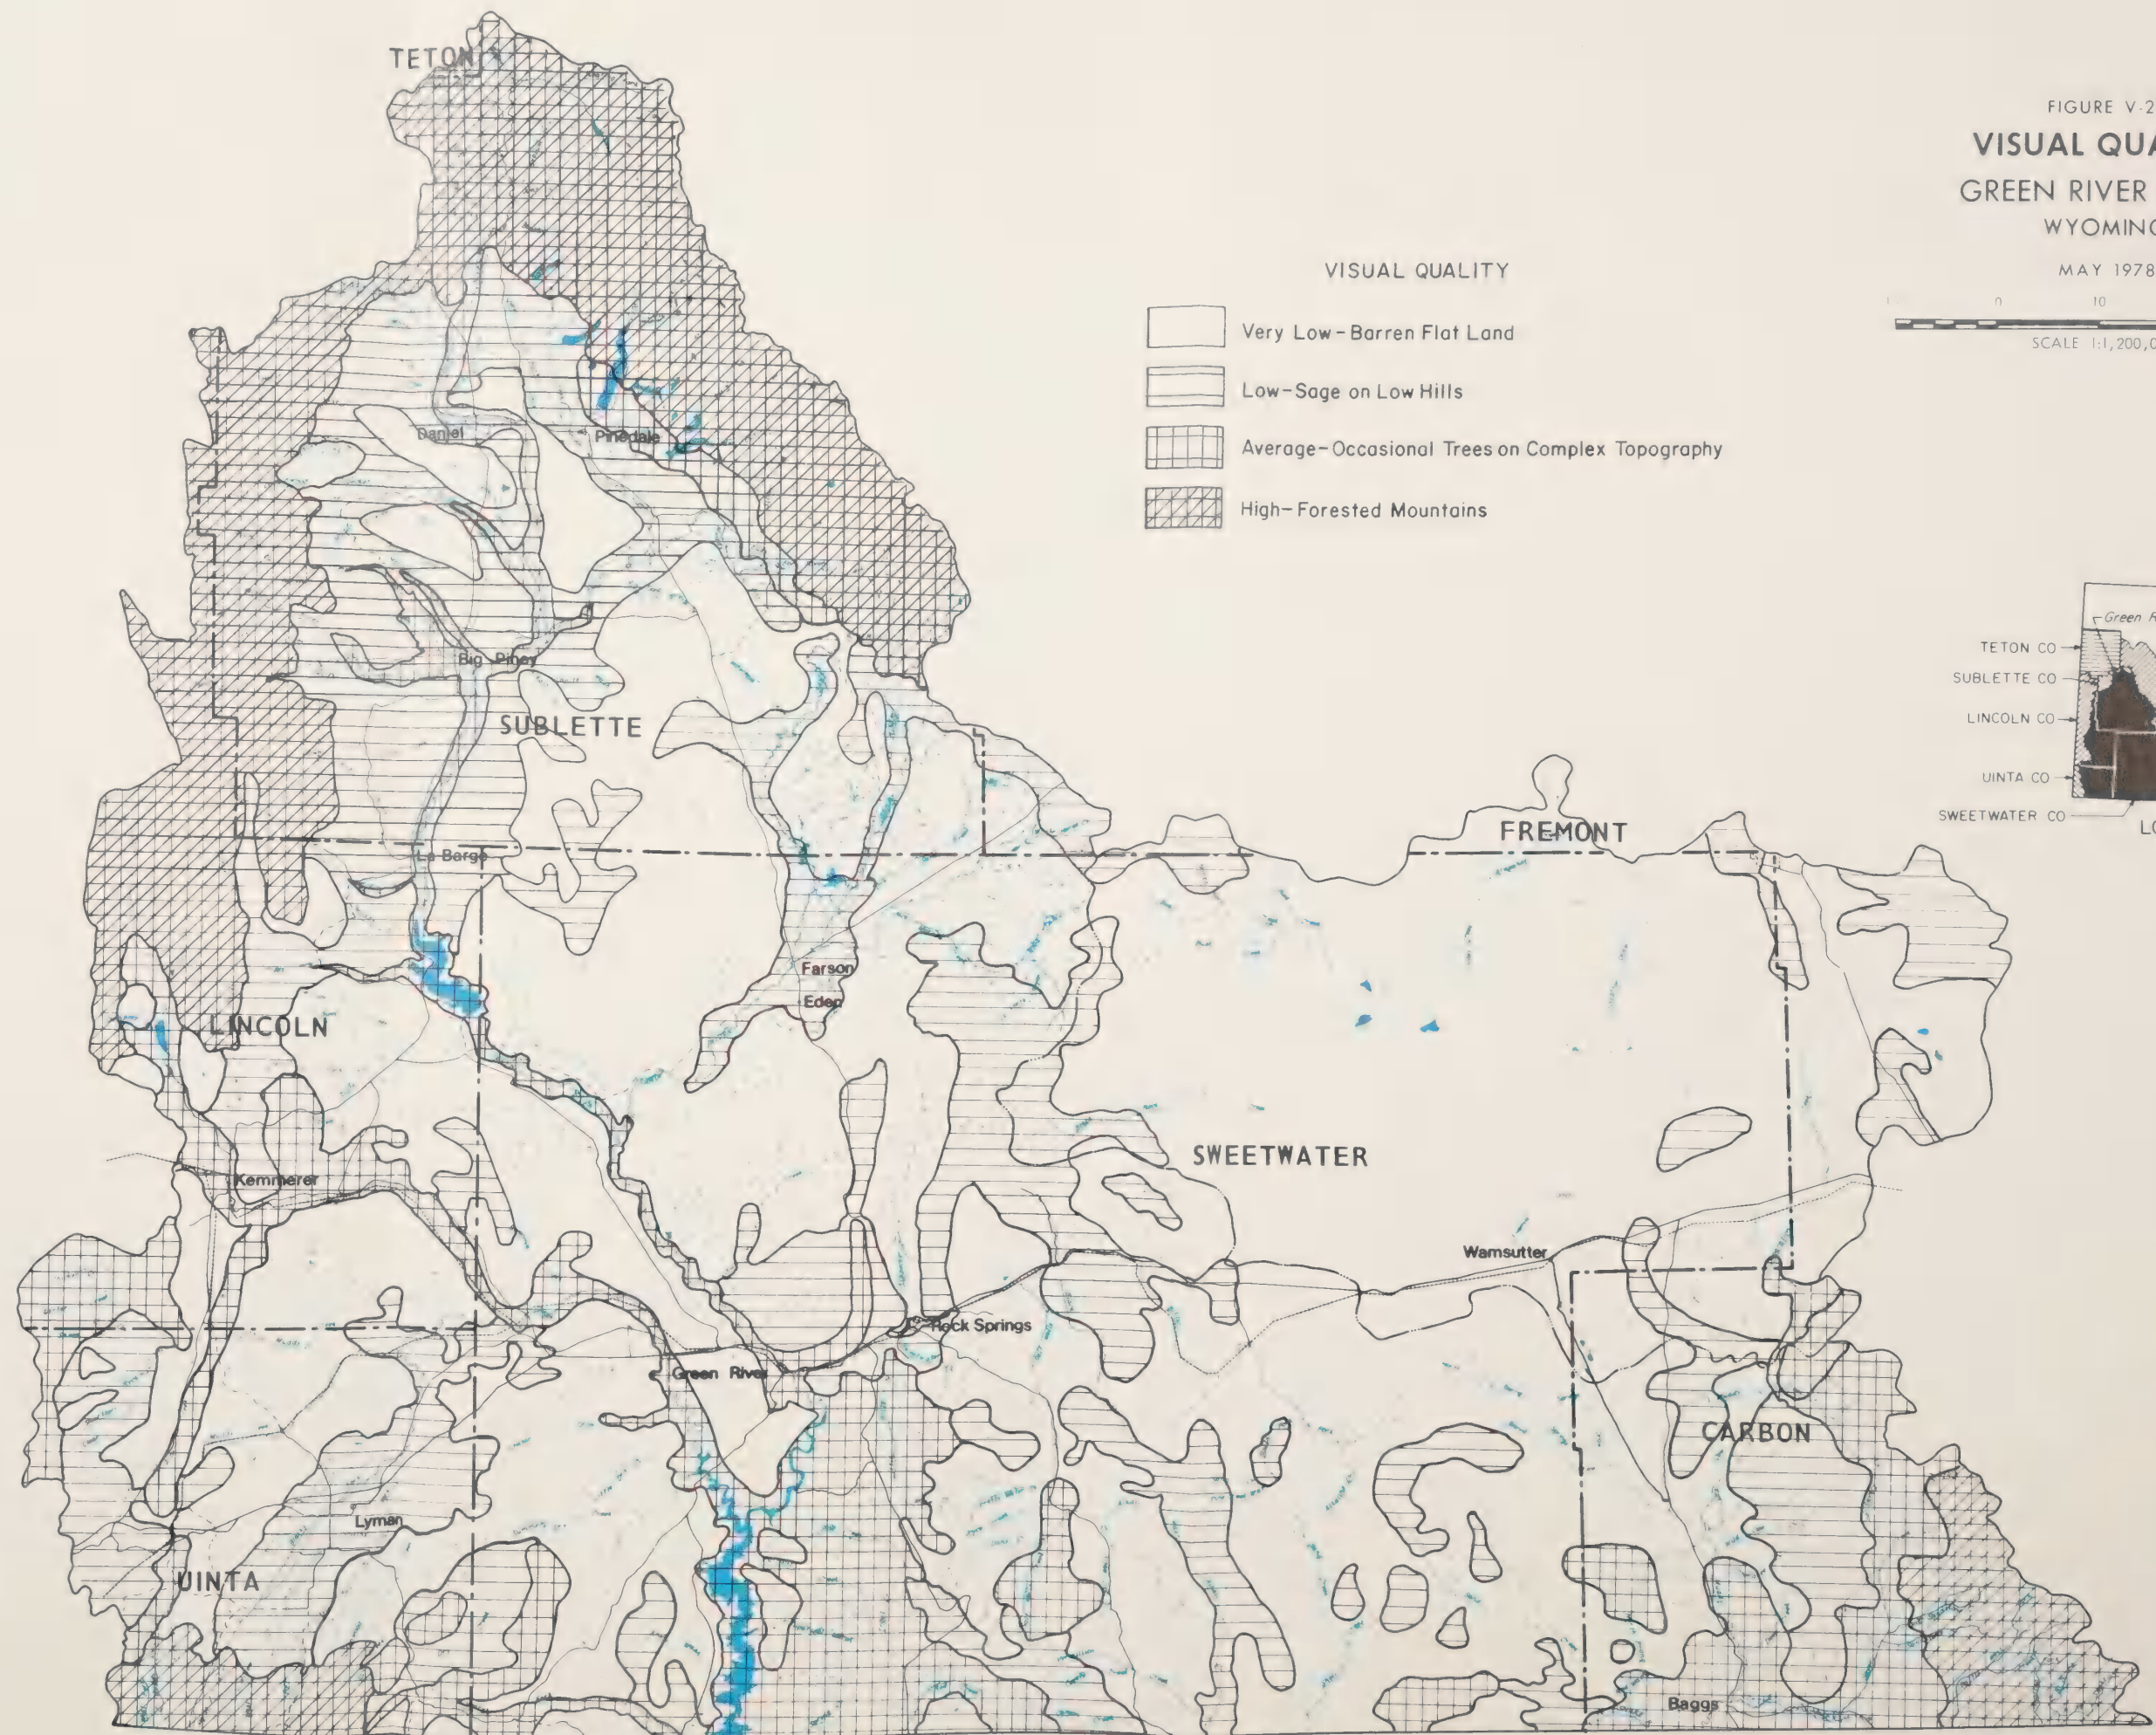 FIGURE V-2
VISUAL QUA
GREEN RIVER
WYOMING
MAY 1978
0 10
SCALE 1:1,200,0
VISUAL QUALITY
Very Low-Barren Flat Land
Low-Sage on Low Hills
Average-Occasional Trees on Complex Topography
High-Forested Mountains
Green R
TETON CO
SUBLETTE CO
LINCOLN CO
UINTA CO
SWEETWATER CO
LO
TETON
Daniel
Pinedale
Big Piney
SUBLETTE
FREMONT
La Barge
Farson
Eden
LINCOLN
SWEETWATER
Kemmerer
Wamsutter
Rock Springs
Green River
CARBON
Lyman
UINTA
Baggs